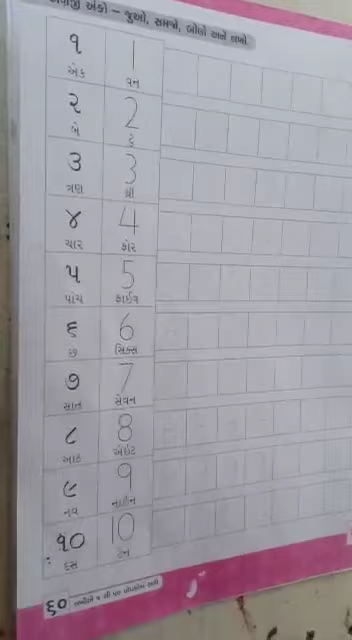 અંકો – જુઓ, સમજો, બોલો અને લખો.
૧ 1
એક વન
૨ 2
બે ટુ
૩ 3
ત્રણ થ્રી
૪ 4
ચાર ફોર
૫ 5
પાંચ ફાઈવ
૬ 6
છ સિક્સ
૭ 7
સાત સેવન
૮ 8
આઠ એઈટ
૯ 9
નવ નાઈન
૧૦ 10
દસ ટેન
૬૦